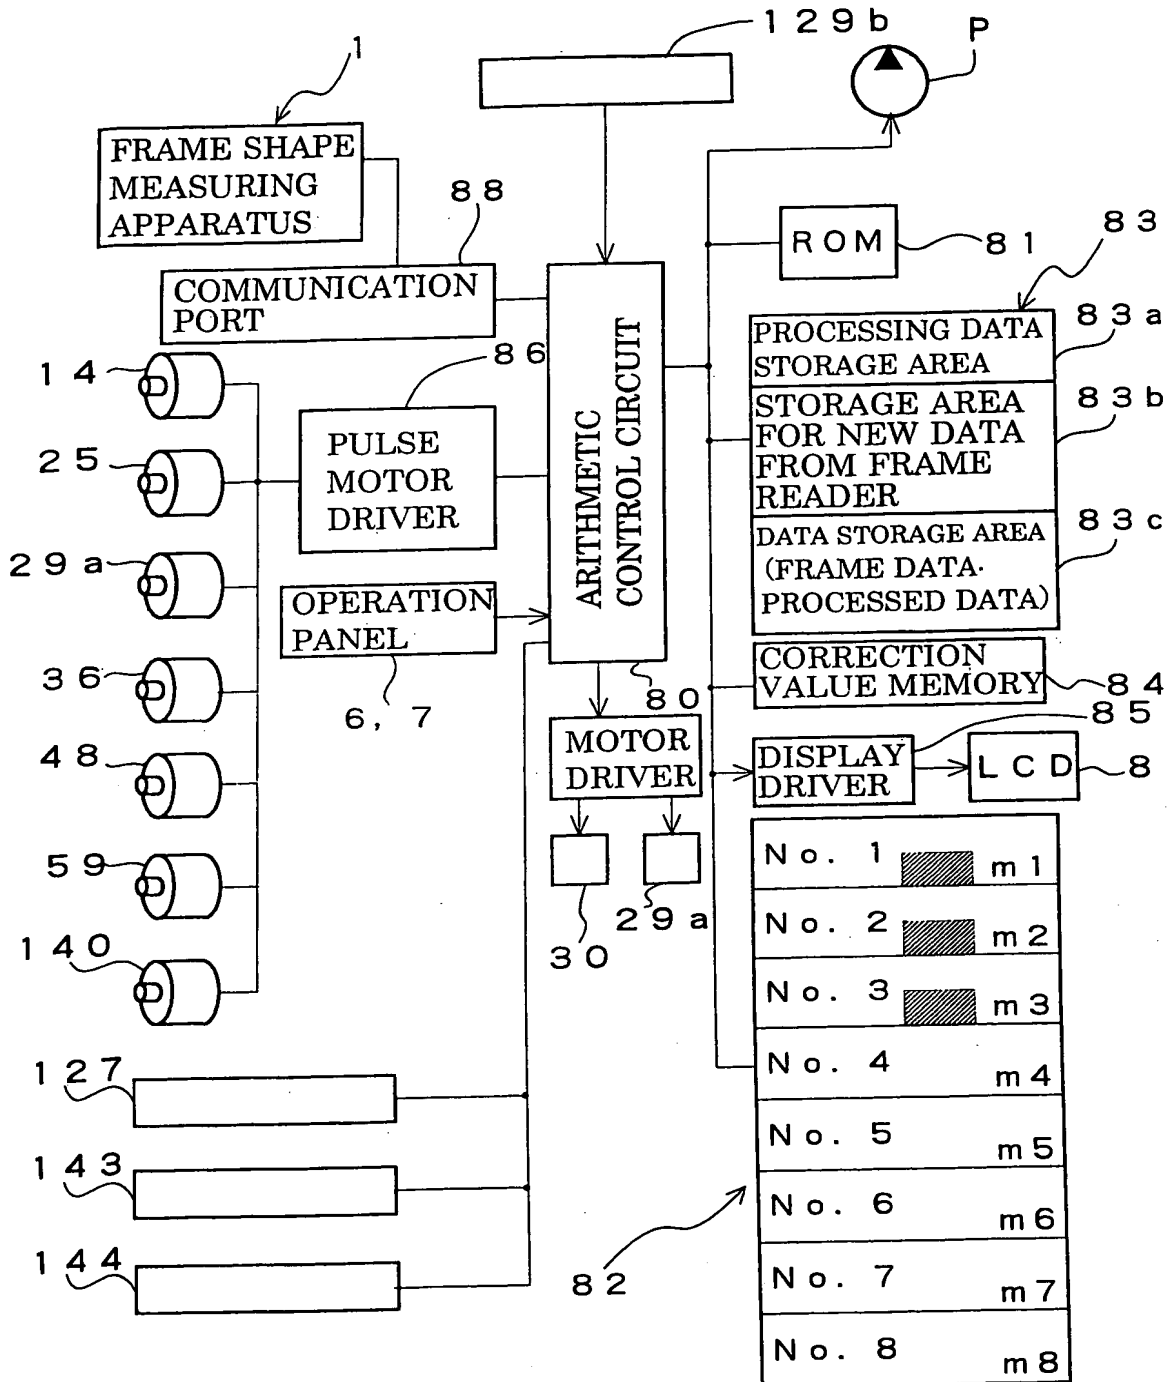 129b
P
1
FRAME SHAPE
MEASURING
APPARATUS
88
COMMUNICATION
PORT
ROM
81
83
PROCESSING DATA
STORAGE AREA
83a
STORAGE AREA
FOR NEW DATA
FROM FRAME
READER
83b
DATA STORAGE AREA
(FRAME DATA·
PROCESSED DATA)
83c
14
25
29a
36
48
59
140
86
PULSE
MOTOR
DRIVER
ARITHMETIC
CONTROL CIRCUIT
OPERATION
PANEL
6, 7
80
CORRECTION
VALUE MEMORY
84
85
MOTOR
DRIVER
DISPLAY
DRIVER
LCD
8
30
29a
No. 1 m1
No. 2 m2
No. 3 m3
No. 4 m4
No. 5 m5
No. 6 m6
No. 7 m7
No. 8 m8
82
127
143
144